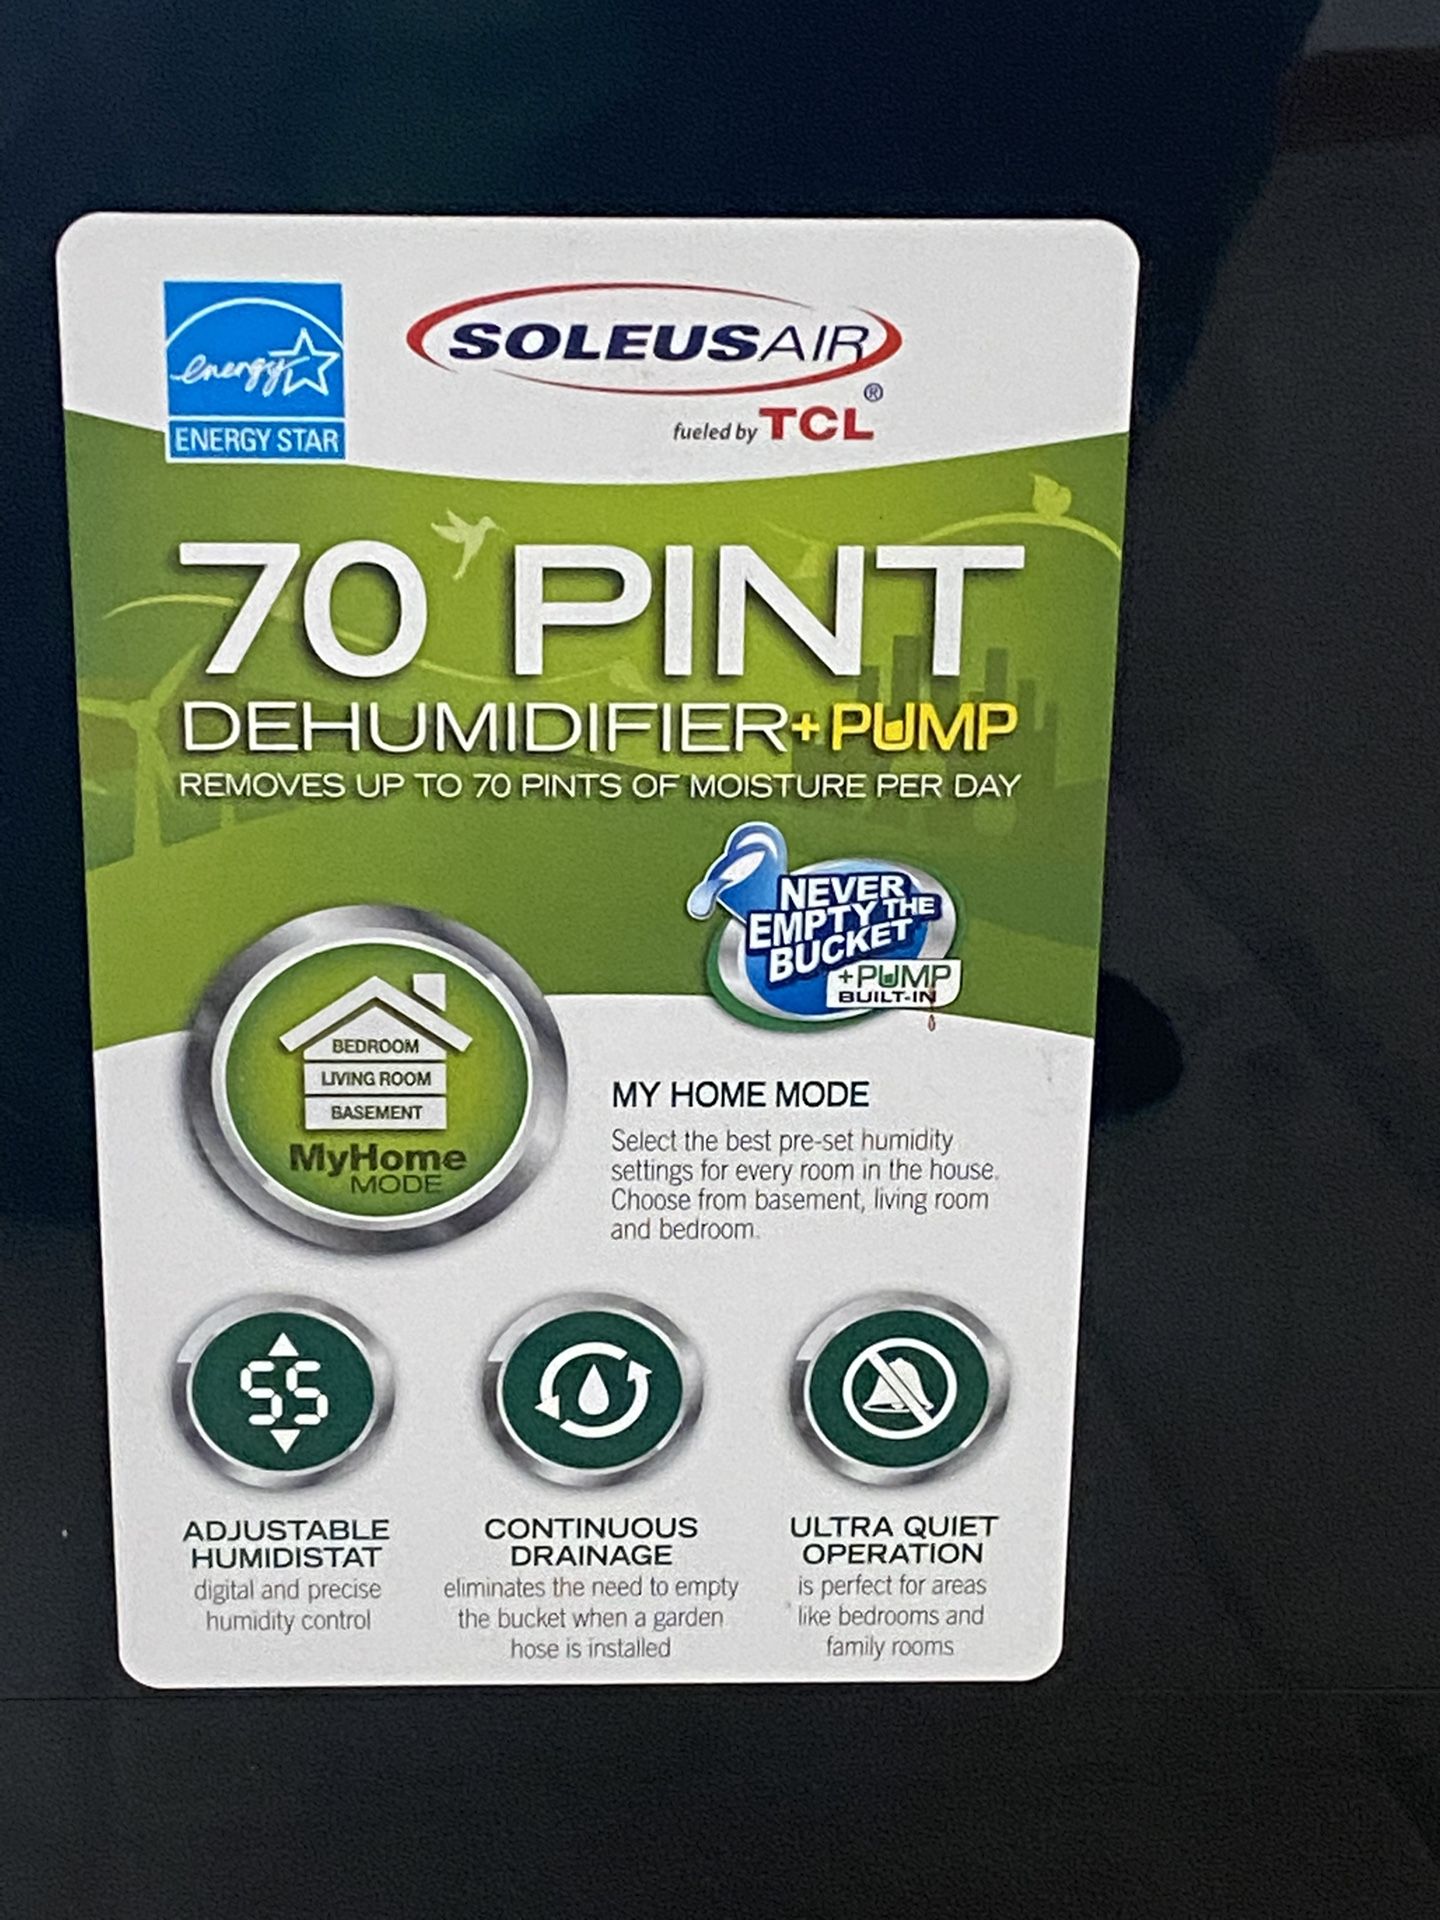 energy
ENERGY STAR
SOLEUSAIR
®
fueled by TCL
70 PINT
DEHUMIDIFIER+PUMP
REMOVES UP TO 70 PINTS OF MOISTURE PER DAY
NEVER
EMPTY THE
BUCKET
+PUMP
BUILT-IN
BEDROOM
LIVING ROOM
BASEMENT
MyHome
MODE
MY HOME MODE
Select the best pre-set humidity
settings for every room in the house.
Choose from basement, living room
and bedroom.
55
ADJUSTABLE
HUMIDISTAT
digital and precise
humidity control
CONTINUOUS
DRAINAGE
eliminates the need to empty
the bucket when a garden
hose is installed
ULTRA QUIET
OPERATION
is perfect for areas
like bedrooms and
family rooms